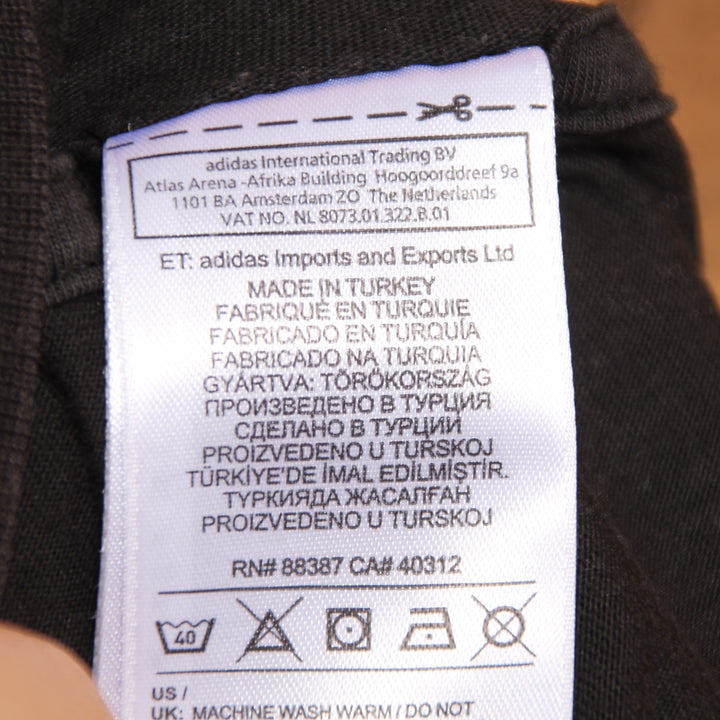 adidas International Trading BV
Atlas Arena -Afrika Building Hoogoorddreef 9a
1101 BA Amsterdam ZO The Netherlands
VAT NO. NL 8073.01.322.B.01
ET: adidas Imports and Exports Ltd
MADE IN TURKEY
FABRIQUÉ EN TURQUIE
FABRICADO EN TURQUÍA
FABRICADO NA TURQUIA
GYÁRTVA: TÖRÖKORSZÁG
ПРОИЗВЕДЕНО В ТУРЦИЯ
СДЕЛАНО В ТУРЦИИ
PROIZVEDENO U TURSKOJ
TÜRKİYE'DE İMAL EDİLMİŞTİR.
ТУРКИЯДА ЖАСАЛҒАН
PROIZVEDENO U TURSKOJ
RN# 88387 CA# 40312
40
US /
UK: MACHINE WASH WARM / DO NOT